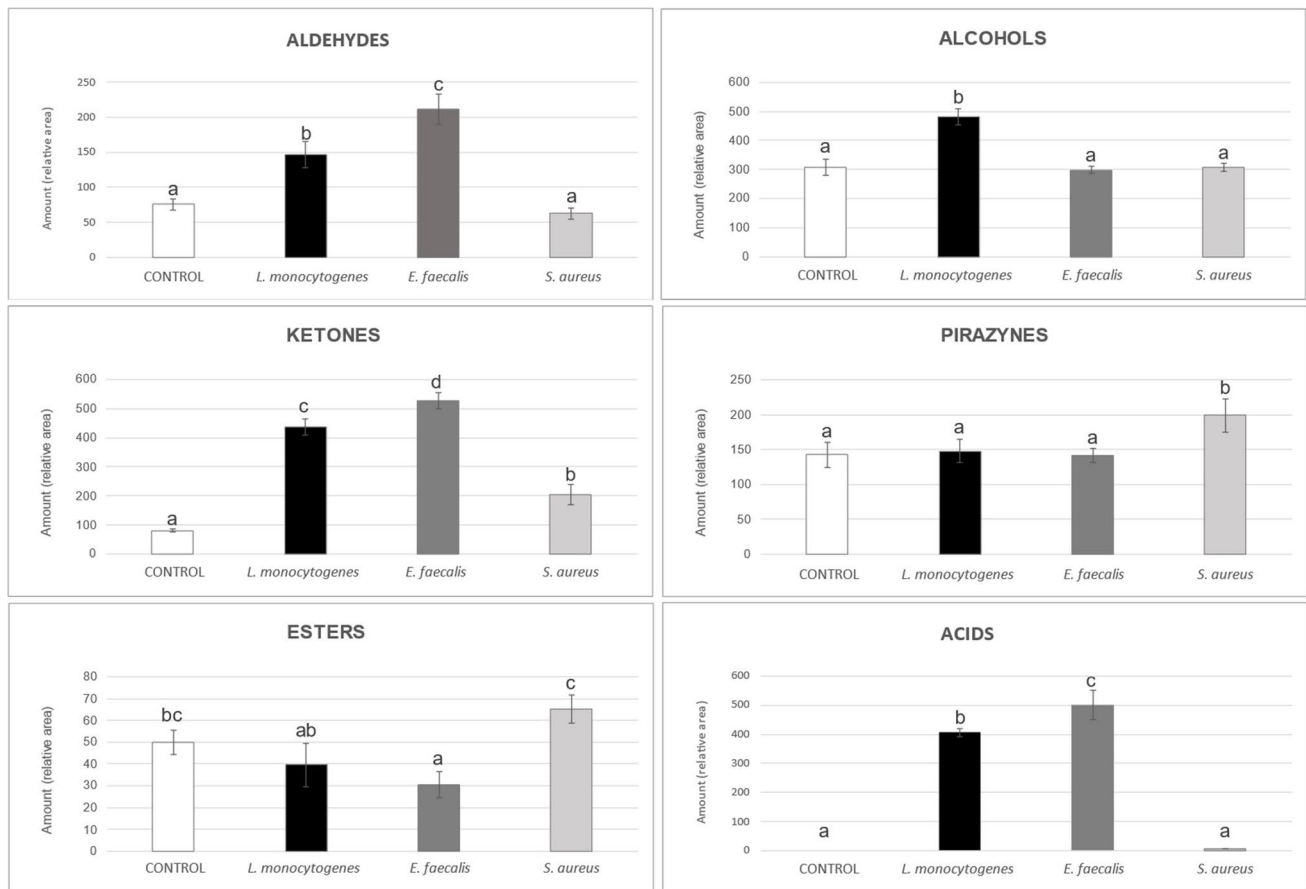 ALDEHYDES
Amount (relative area)
250
200
150
100
50
0
a
b
c
a
CONTROL L. monocytogenes E. faecalis S. aureus
ALCOHOLS
Amount (relative area)
600
500
400
300
200
100
0
a
b
a
a
CONTROL L. monocytogenes E. faecalis S. aureus
KETONES
Amount (relative area)
600
500
400
300
200
100
0
a
c
d
b
CONTROL L. monocytogenes E. faecalis S. aureus
PIRAZYNES
Amount (relative area)
250
200
150
100
50
0
a
a
a
b
CONTROL L. monocytogenes E. faecalis S. aureus
ESTERS
Amount (relative area)
80
70
60
50
40
30
20
10
0
bc
ab
a
c
CONTROL L. monocytogenes E. faecalis S. aureus
ACIDS
Amount (relative area)
600
500
400
300
200
100
0
a
b
c
a
CONTROL L. monocytogenes E. faecalis S. aureus